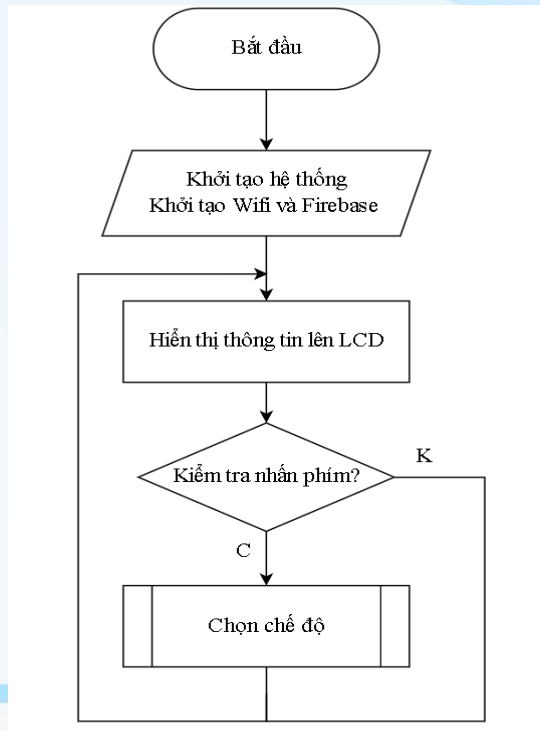 Bắt đầu
Khởi tạo hệ thống
Khởi tạo Wifi và Firebase
Hiển thị thông tin lên LCD
Kiểm tra nhấn phím?
K
C
Chọn chế độ